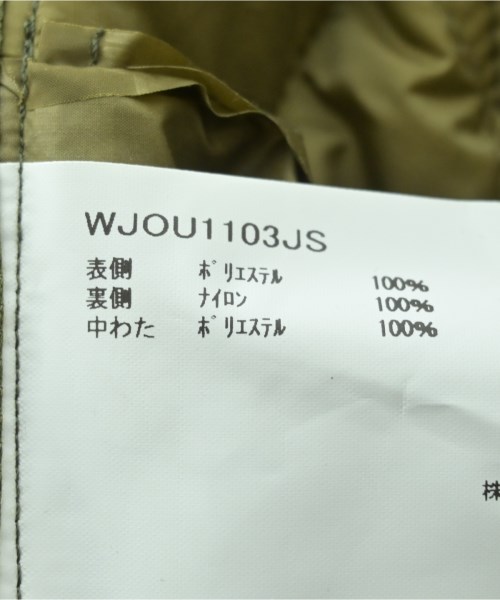 WJOU1103JS
表側 ﾎﾟﾘｴｽﾃﾙ 100%
裏側 ﾅｲﾛﾝ 100%
中わた ﾎﾟﾘｴｽﾃﾙ 100%
株